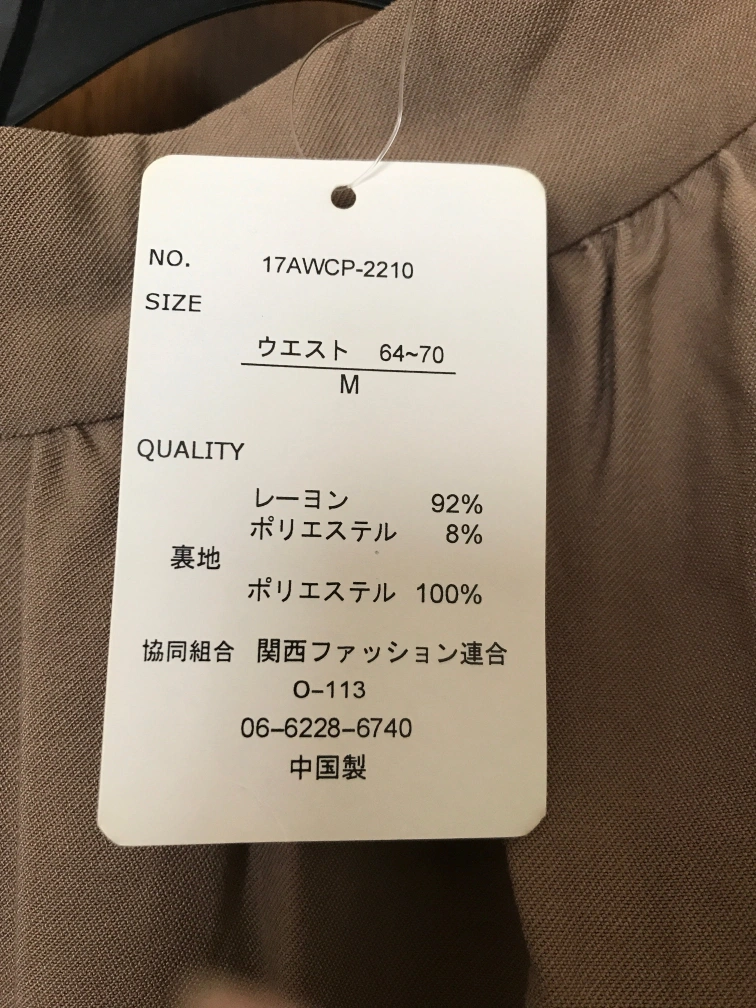 NO. 17AWCP-2210
SIZE
ウエスト 64~70
M
QUALITY
レーヨン 92%
ポリエステル 8%
裏地
ポリエステル 100%
協同組合 関西ファッション連合
O-113
06-6228-6740
中国製